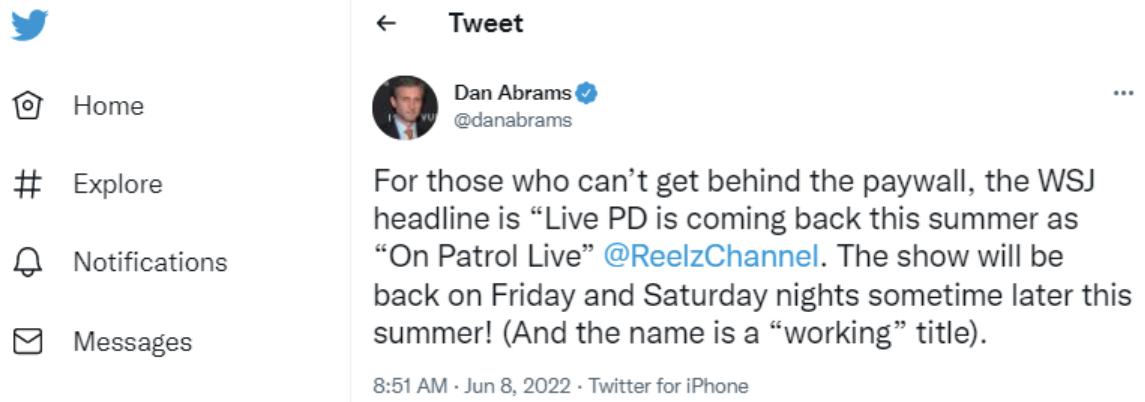 Tweet
Home
Explore
Notifications
Messages
Dan Abrams
@danabrams
For those who can’t get behind the paywall, the WSJ
headline is “Live PD is coming back this summer as
“On Patrol Live” @ReelzChannel. The show will be
back on Friday and Saturday nights sometime later this
summer! (And the name is a “working” title).
8:51 AM · Jun 8, 2022 · Twitter for iPhone